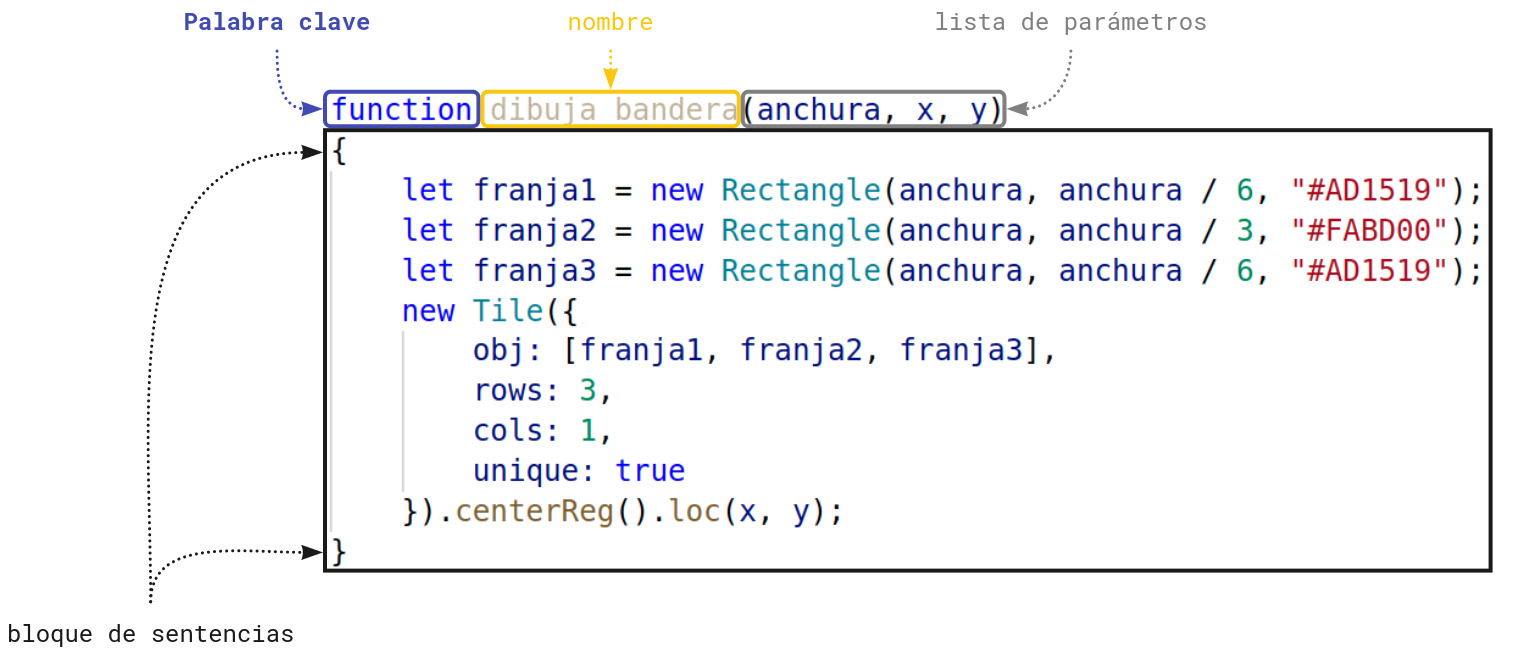 Palabra clave nombre lista de parámetros
function dibuja bandera(anchura, x, y)
{
let franja1 = new Rectangle(anchura, anchura / 6, "#AD1519");
let franja2 = new Rectangle(anchura, anchura / 3, "#FABD00");
let franja3 = new Rectangle(anchura, anchura / 6, "#AD1519");
new Tile({
obj: [franja1, franja2, franja3],
rows: 3,
cols: 1,
unique: true
}).centerReg().loc(x, y);
}
bloque de sentencias